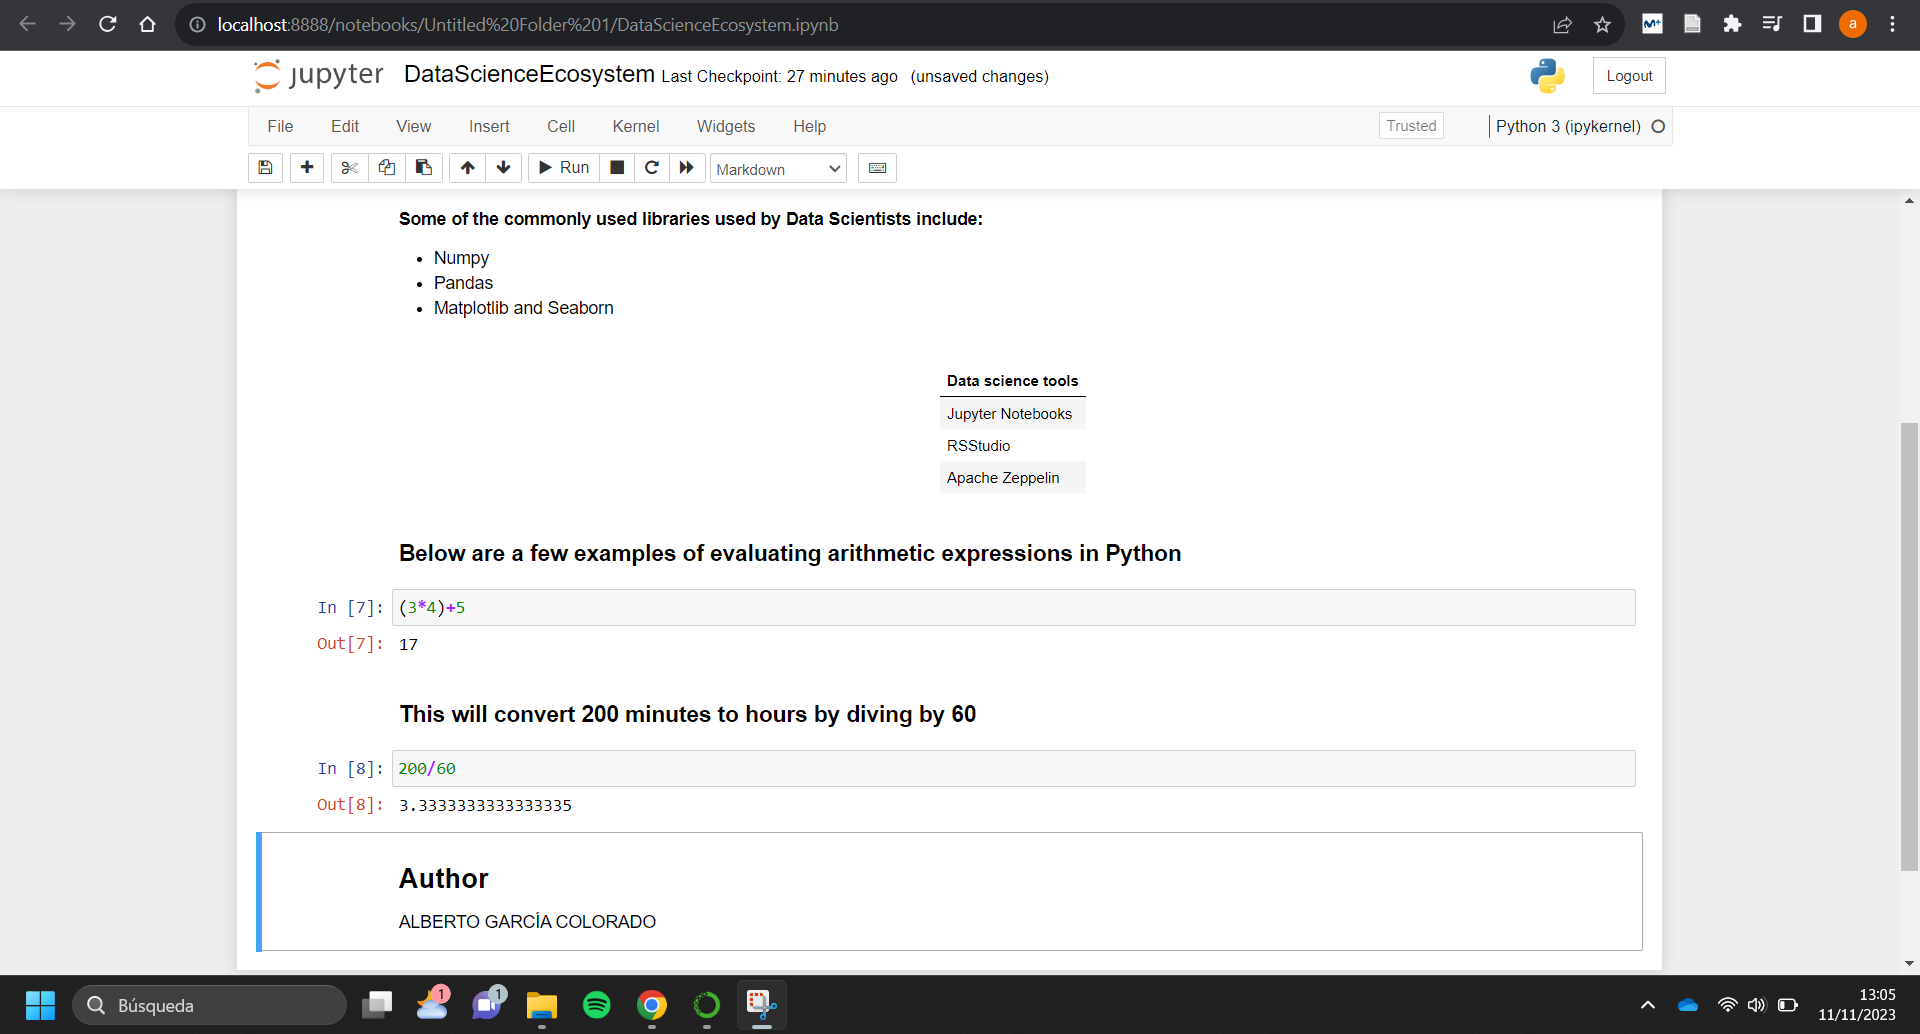 localhost:8888/notebooks/Untitled%20Folder%201/DataScienceEcosystem.ipynb
a
jupyter DataScienceEcosystem Last Checkpoint: 27 minutes ago (unsaved changes)
Logout
File Edit View Insert Cell Kernel Widgets Help
Trusted
Python 3 (ipykernel)
Run
Markdown
Some of the commonly used libraries used by Data Scientists include:
Numpy
Pandas
Matplotlib and Seaborn
Data science tools
Jupyter Notebooks
RSStudio
Apache Zeppelin
Below are a few examples of evaluating arithmetic expressions in Python
In [7]: (3*4)+5
Out[7]: 17
This will convert 200 minutes to hours by diving by 60
In [8]: 200/60
Out[8]: 3.3333333333333335
Author
ALBERTO GARCÍA COLORADO
Búsqueda
1
1
13:05
11/11/2023